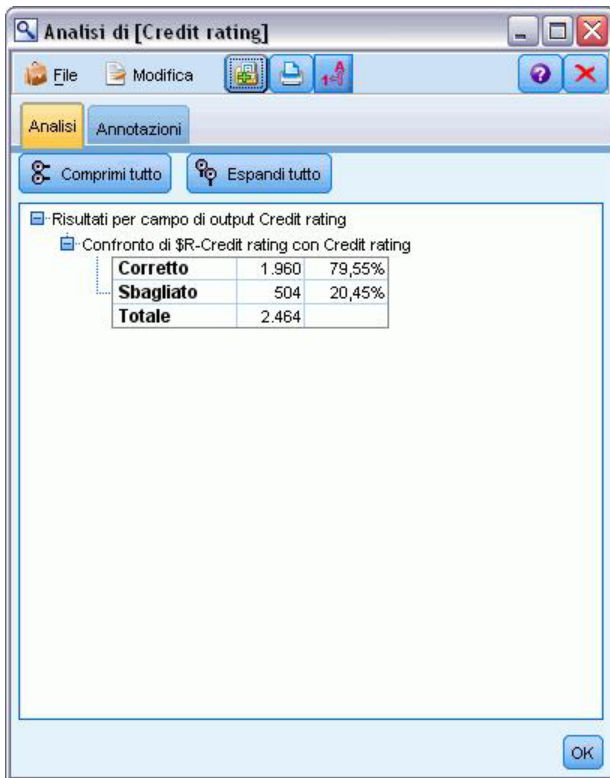 Analisi di [Credit rating]
File Modifica
Analisi Annotazioni
Comprimi tutto Espandi tutto
Risultati per campo di output Credit rating
Confronto di $R-Credit rating con Credit rating
Corretto 1.960 79,55%
Sbagliato 504 20,45%
Totale 2.464
OK